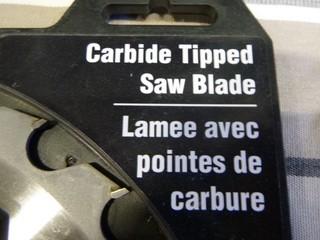 Carbide Tipped
Saw Blade
Lamee avec
pointes de
carbure